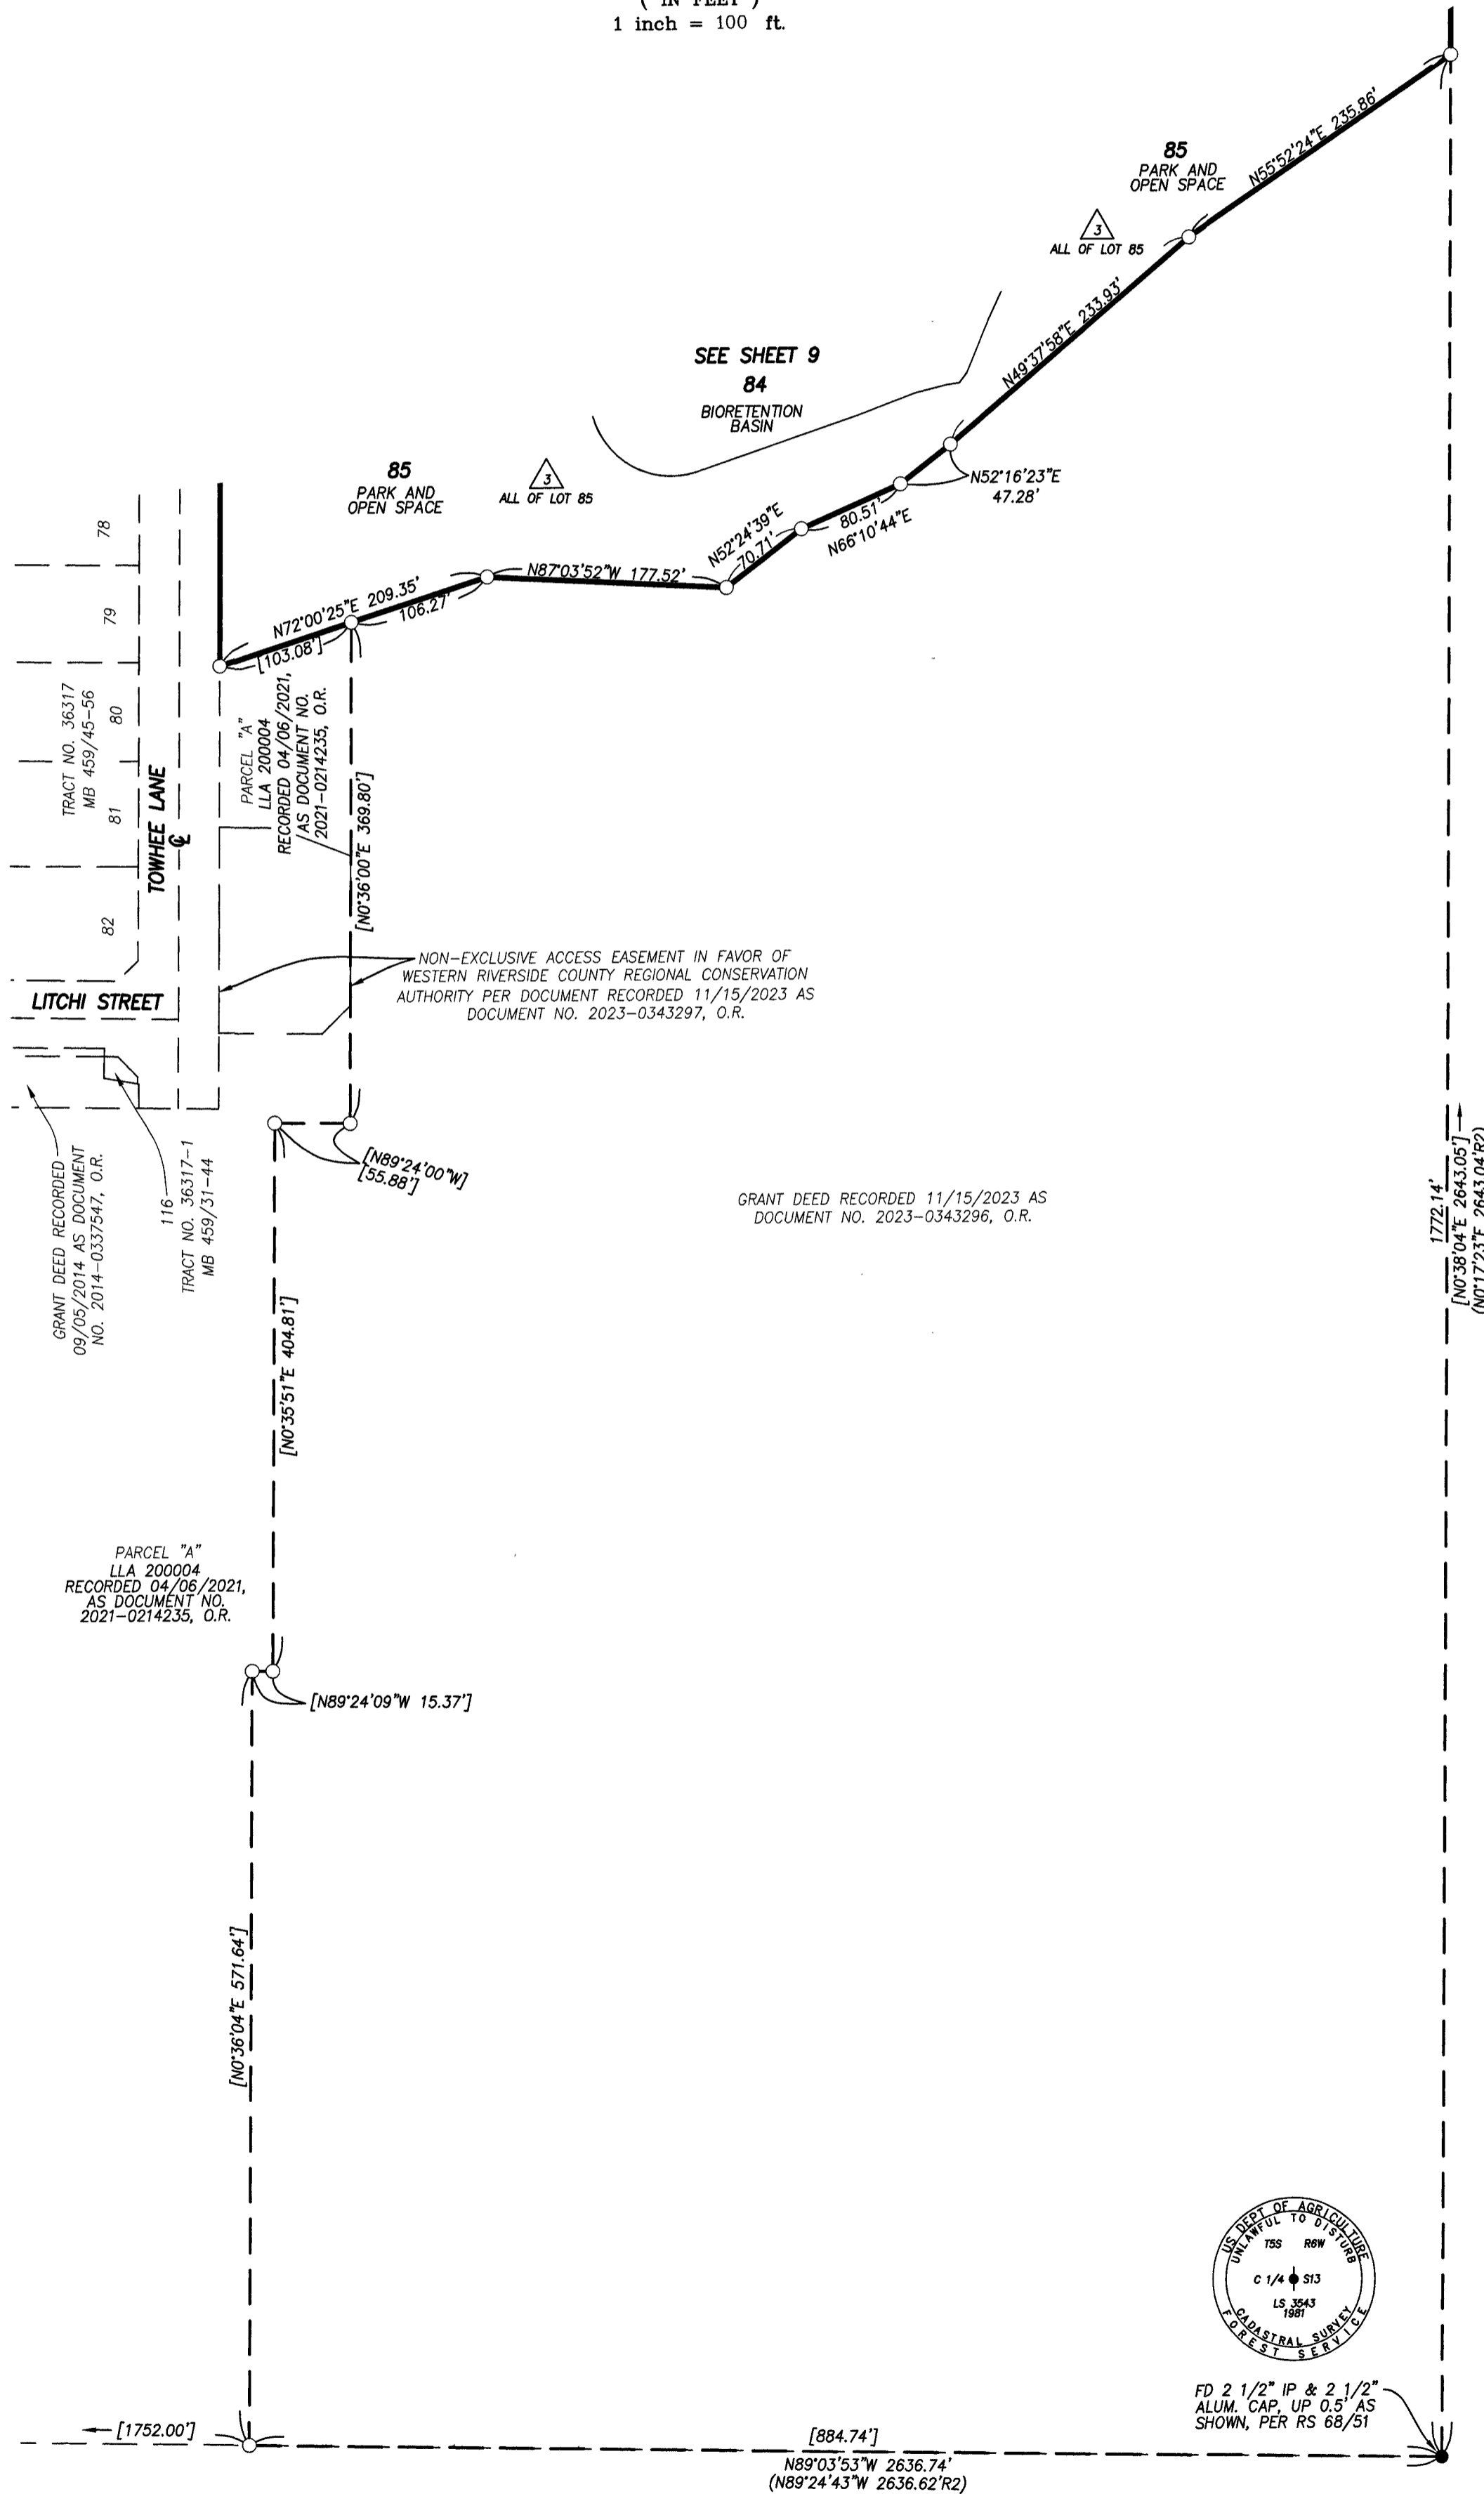 ( IN FEET )
1 inch = 100 ft.
N55°52'24"E 235.86'
85
PARK AND
OPEN SPACE
3
ALL OF LOT 85
N49°37'58"E 233.93'
SEE SHEET 9
84
BIORETENTION
BASIN
N52°16'23"E
47.28'
85
PARK AND
OPEN SPACE
3
ALL OF LOT 85
N52°24'39"E
70.71'
80.51'
N66°10'44"E
N87°03'52"W 177.52'
N72°00'25"E 209.35'
106.27'
[103.08']
78
79
80
81
82
TRACT NO. 36317
MB 459/45-56
TOWHEE LANE
℄
PARCEL "A"
LLA 200004
RECORDED 04/06/2021,
AS DOCUMENT NO.
2021-0214235, O.R.
[N0°36'00"E 369.80']
NON-EXCLUSIVE ACCESS EASEMENT IN FAVOR OF
WESTERN RIVERSIDE COUNTY REGIONAL CONSERVATION
AUTHORITY PER DOCUMENT RECORDED 11/15/2023 AS
DOCUMENT NO. 2023-0343297, O.R.
LITCHI STREET
GRANT DEED RECORDED
09/05/2014 AS DOCUMENT
NO. 2014-0337547, O.R.
116
TRACT NO. 36317-1
MB 459/31-44
[N89°24'00"W]
[55.88']
GRANT DEED RECORDED 11/15/2023 AS
DOCUMENT NO. 2023-0343296, O.R.
1772.14'
[N0°38'04"E 2643.05']
(N0°17'23"E 2643.04'R2)
[N0°35'51"E 404.81']
PARCEL "A"
LLA 200004
RECORDED 04/06/2021,
AS DOCUMENT NO.
2021-0214235, O.R.
[N89°24'09"W 15.37']
[N0°36'04"E 571.64']
US DEPT OF AGRICULTURE
UNLAWFUL TO DISTURB
T5S R6W
C 1/4 S13
LS 3543
1981
CADASTRAL SURVEY
FOREST SERVICE
FD 2 1/2" IP & 2 1/2"
ALUM. CAP, UP 0.5' AS
SHOWN, PER RS 68/51
[1752.00']
[884.74']
N89°03'53"W 2636.74'
(N89°24'43"W 2636.62'R2)